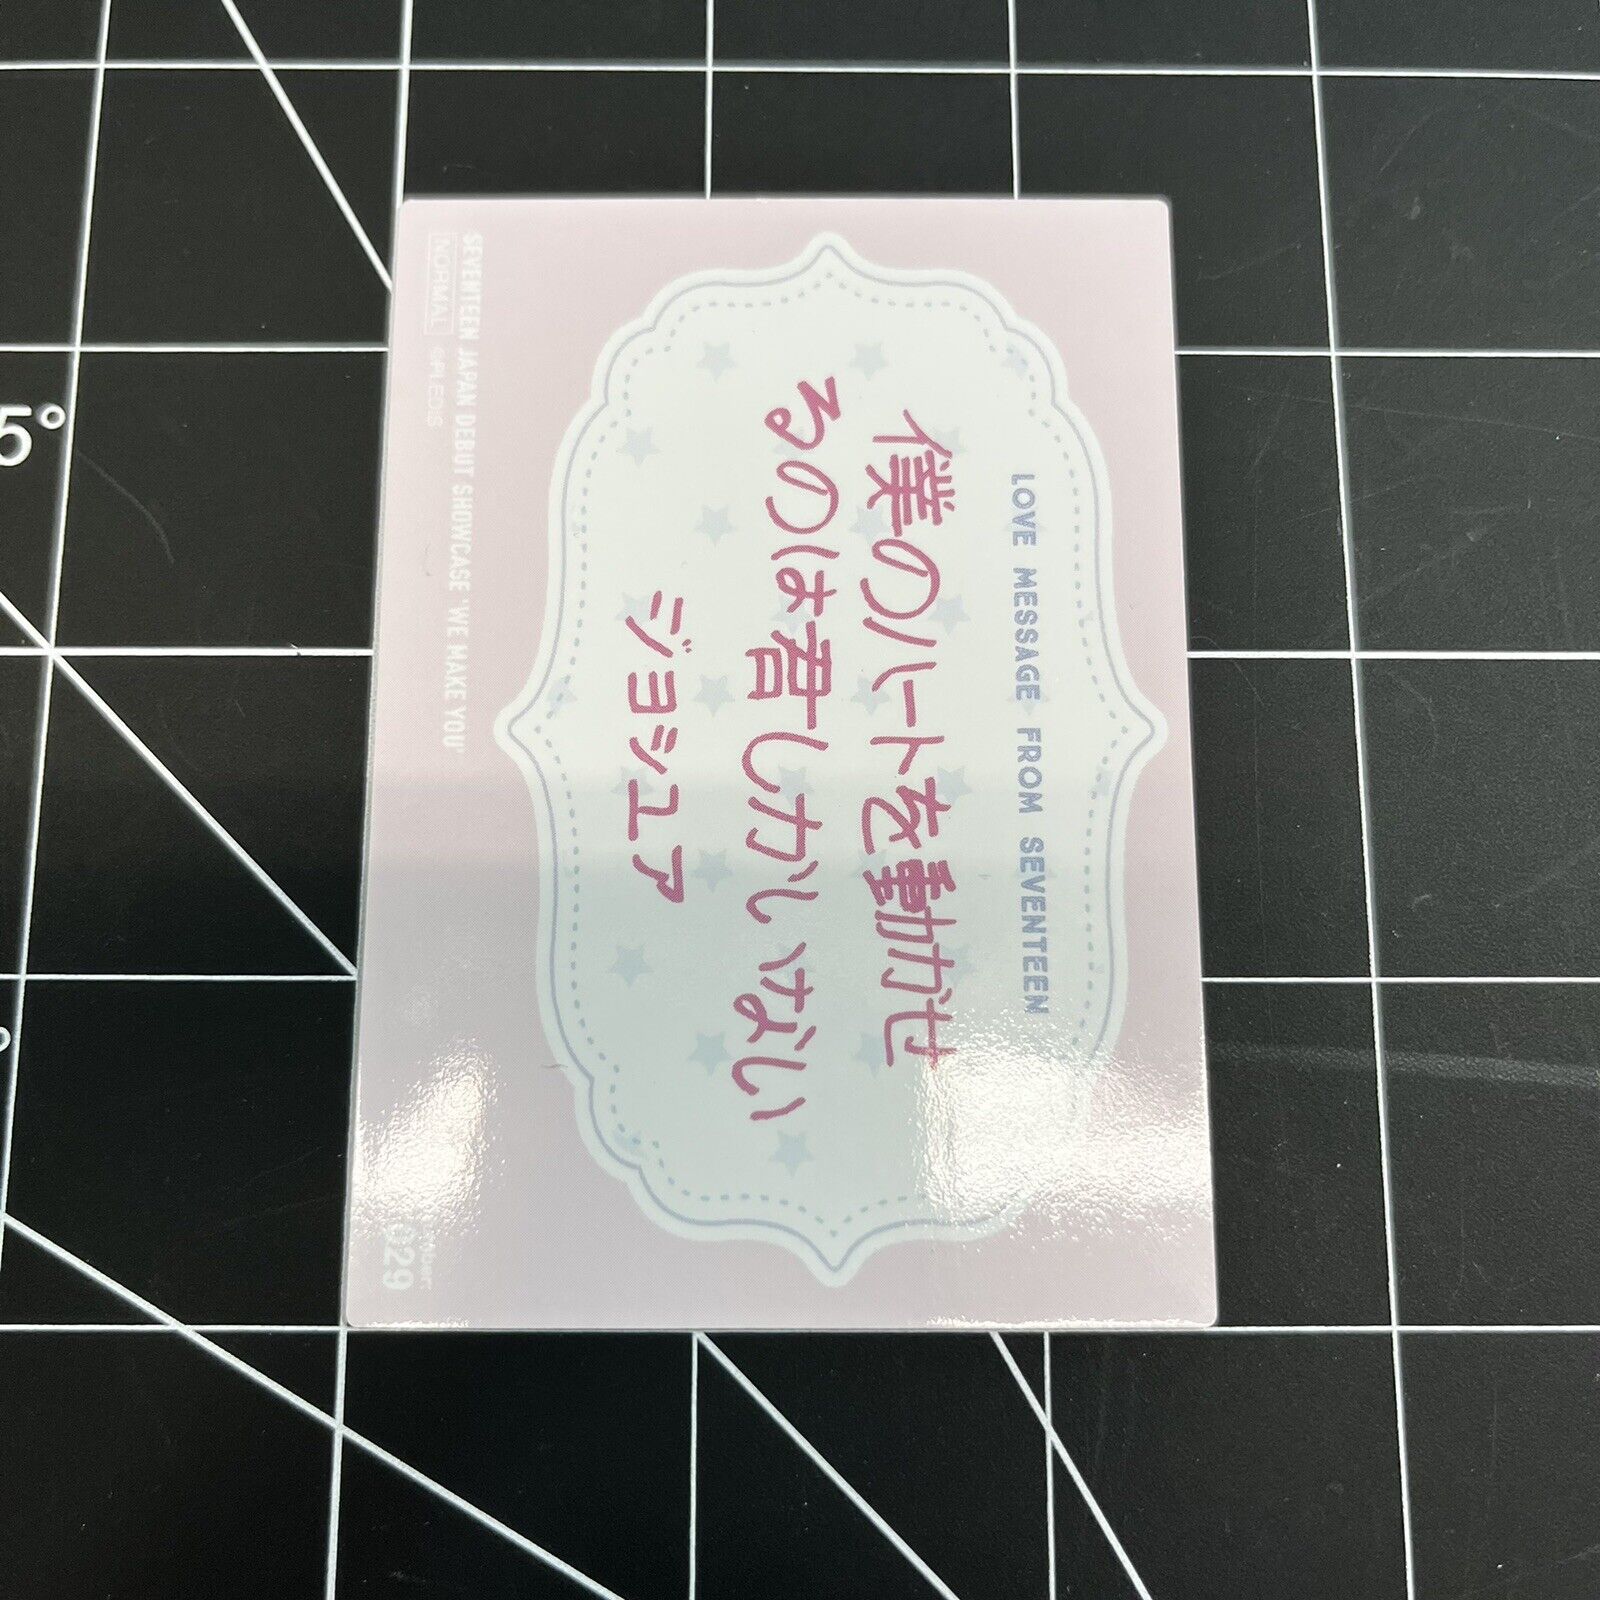 LOVE MESSAGE FROM SEVENTEEN
僕のハートを動かせ
るのは君しかいない
ジョシュア
SEVENTEEN JAPAN DEBUT SHOWCASE 'WE MAKE YOU'
NORMAL ©PLEDIS
029
5°